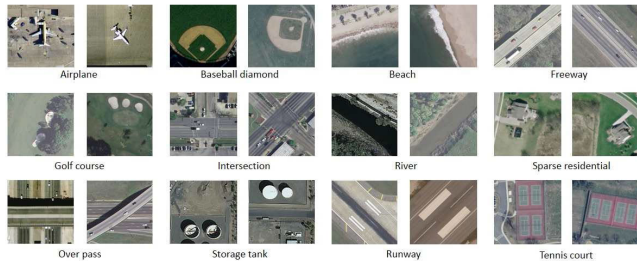 Airplane
Baseball diamond
Beach
Freeway
Golf course
Intersection
River
Sparse residential
Over pass
Storage tank
Runway
Tennis court